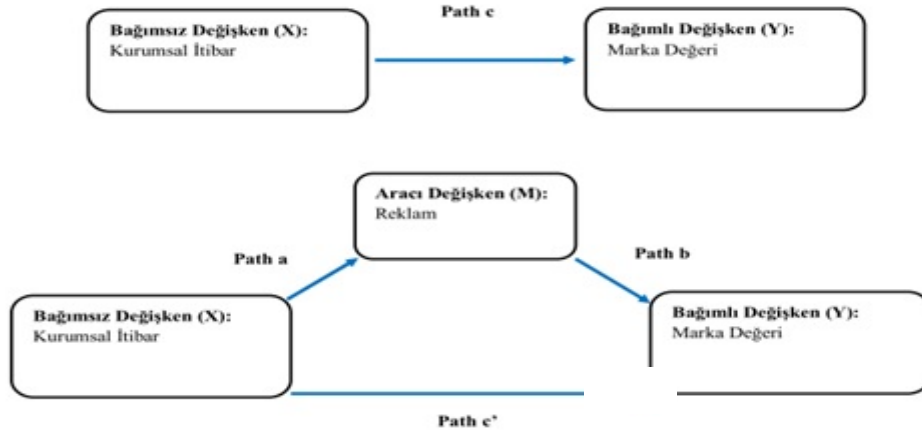 Path c
Bağımsız Değişken (X):
Kurumsal İtibar
Bağımlı Değişken (Y):
Marka Değeri
Aracı Değişken (M):
Reklam
Path a
Path b
Bağımsız Değişken (X):
Kurumsal İtibar
Bağımlı Değişken (Y):
Marka Değeri
Path c'